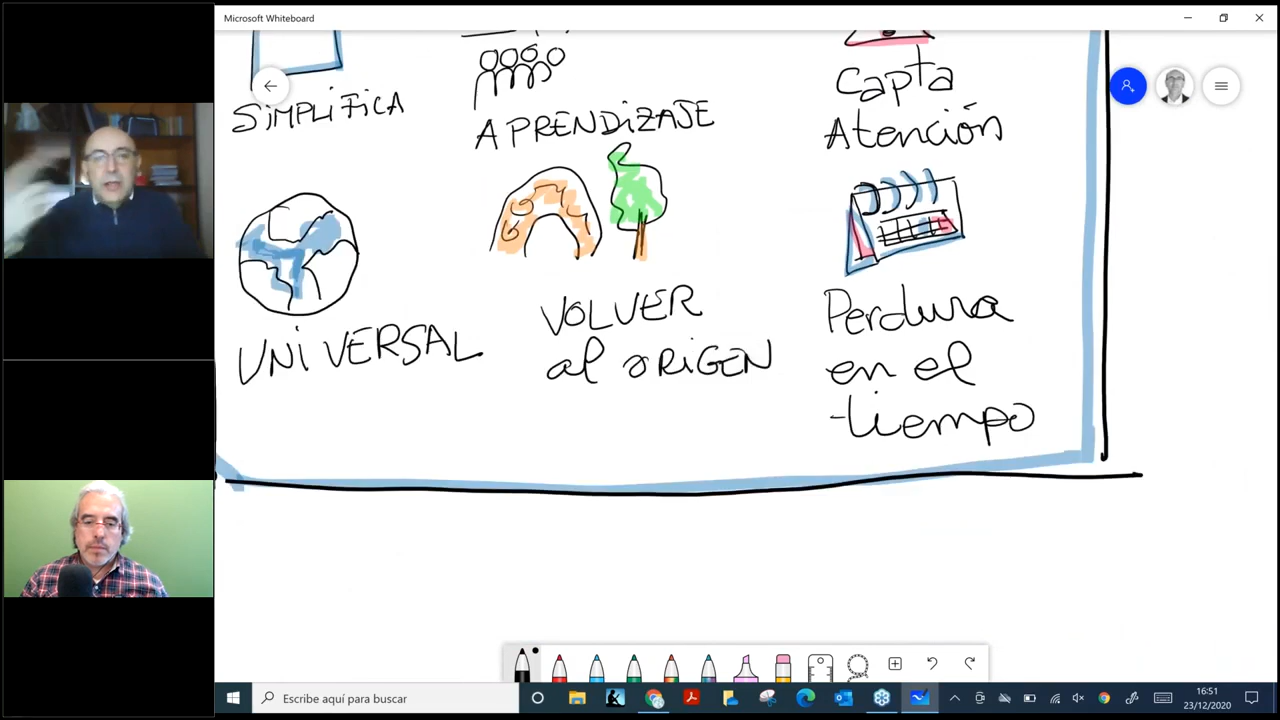 Microsoft Whiteboard
SiMPLiFiCA
APRENDiZAJE
Capta
Atención
UNiVERSAL
VOLVER
al ORiGEN
Perdura
en el
tiempo
Escribe aquí para buscar
16:51
23/12/2020